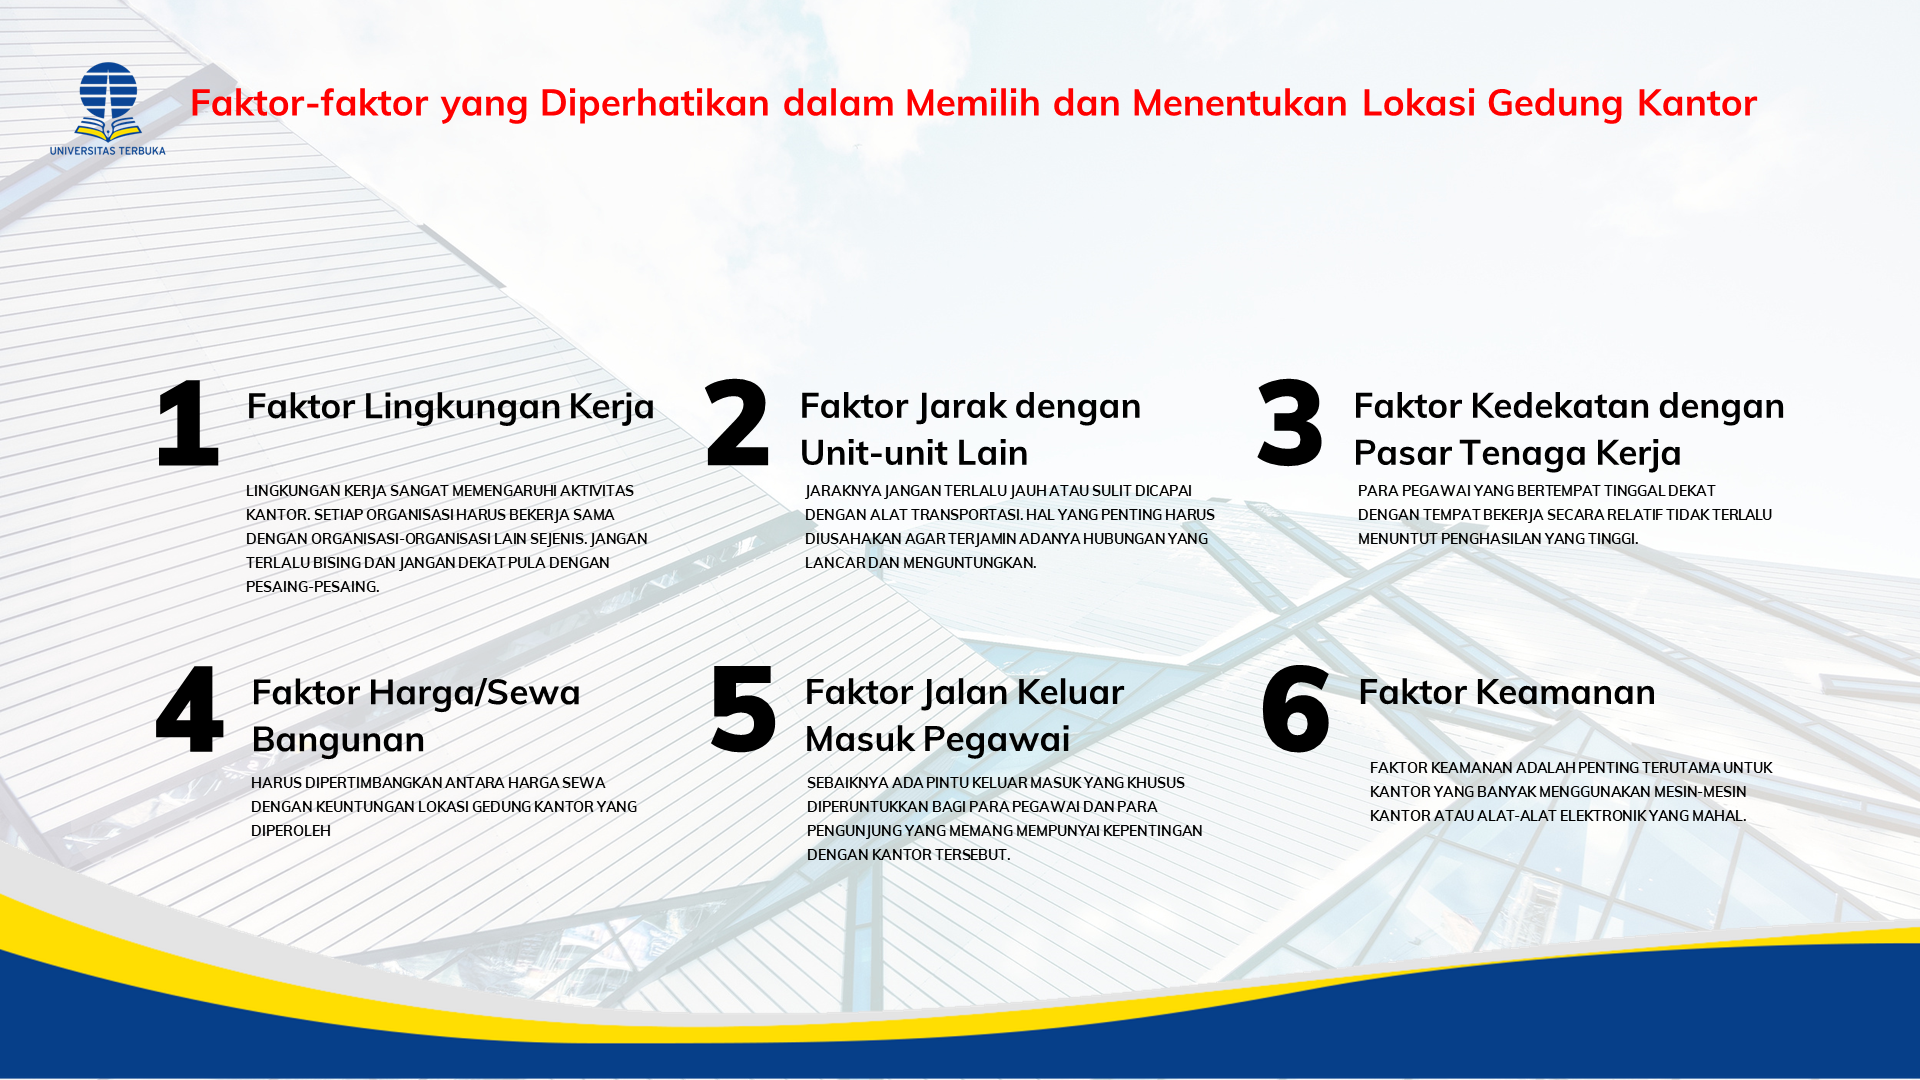 UNIVERSITAS TERBUKA
Faktor-faktor yang Diperhatikan dalam Memilih dan Menentukan Lokasi Gedung Kantor
1
Faktor Lingkungan Kerja
LINGKUNGAN KERJA SANGAT MEMENGARUHI AKTIVITAS
KANTOR. SETIAP ORGANISASI HARUS BEKERJA SAMA
DENGAN ORGANISASI-ORGANISASI LAIN SEJENIS. JANGAN
TERLALU BISING DAN JANGAN DEKAT PULA DENGAN
PESAING-PESAING.
2
Faktor Jarak dengan
Unit-unit Lain
JARAKNYA JANGAN TERLALU JAUH ATAU SULIT DICAPAI
DENGAN ALAT TRANSPORTASI. HAL YANG PENTING HARUS
DIUSAHAKAN AGAR TERJAMIN ADANYA HUBUNGAN YANG
LANCAR DAN MENGUNTUNGKAN.
3
Faktor Kedekatan dengan
Pasar Tenaga Kerja
PARA PEGAWAI YANG BERTEMPAT TINGGAL DEKAT
DENGAN TEMPAT BEKERJA SECARA RELATIF TIDAK TERLALU
MENUNTUT PENGHASILAN YANG TINGGI.
4
Faktor Harga/Sewa
Bangunan
HARUS DIPERTIMBANGKAN ANTARA HARGA SEWA
DENGAN KEUNTUNGAN LOKASI GEDUNG KANTOR YANG
DIPEROLEH
5
Faktor Jalan Keluar
Masuk Pegawai
SEBAIKNYA ADA PINTU KELUAR MASUK YANG KHUSUS
DIPERUNTUKKAN BAGI PARA PEGAWAI DAN PARA
PENGUNJUNG YANG MEMANG MEMPUNYAI KEPENTINGAN
DENGAN KANTOR TERSEBUT.
6
Faktor Keamanan
FAKTOR KEAMANAN ADALAH PENTING TERUTAMA UNTUK
KANTOR YANG BANYAK MENGGUNAKAN MESIN-MESIN
KANTOR ATAU ALAT-ALAT ELEKTRONIK YANG MAHAL.